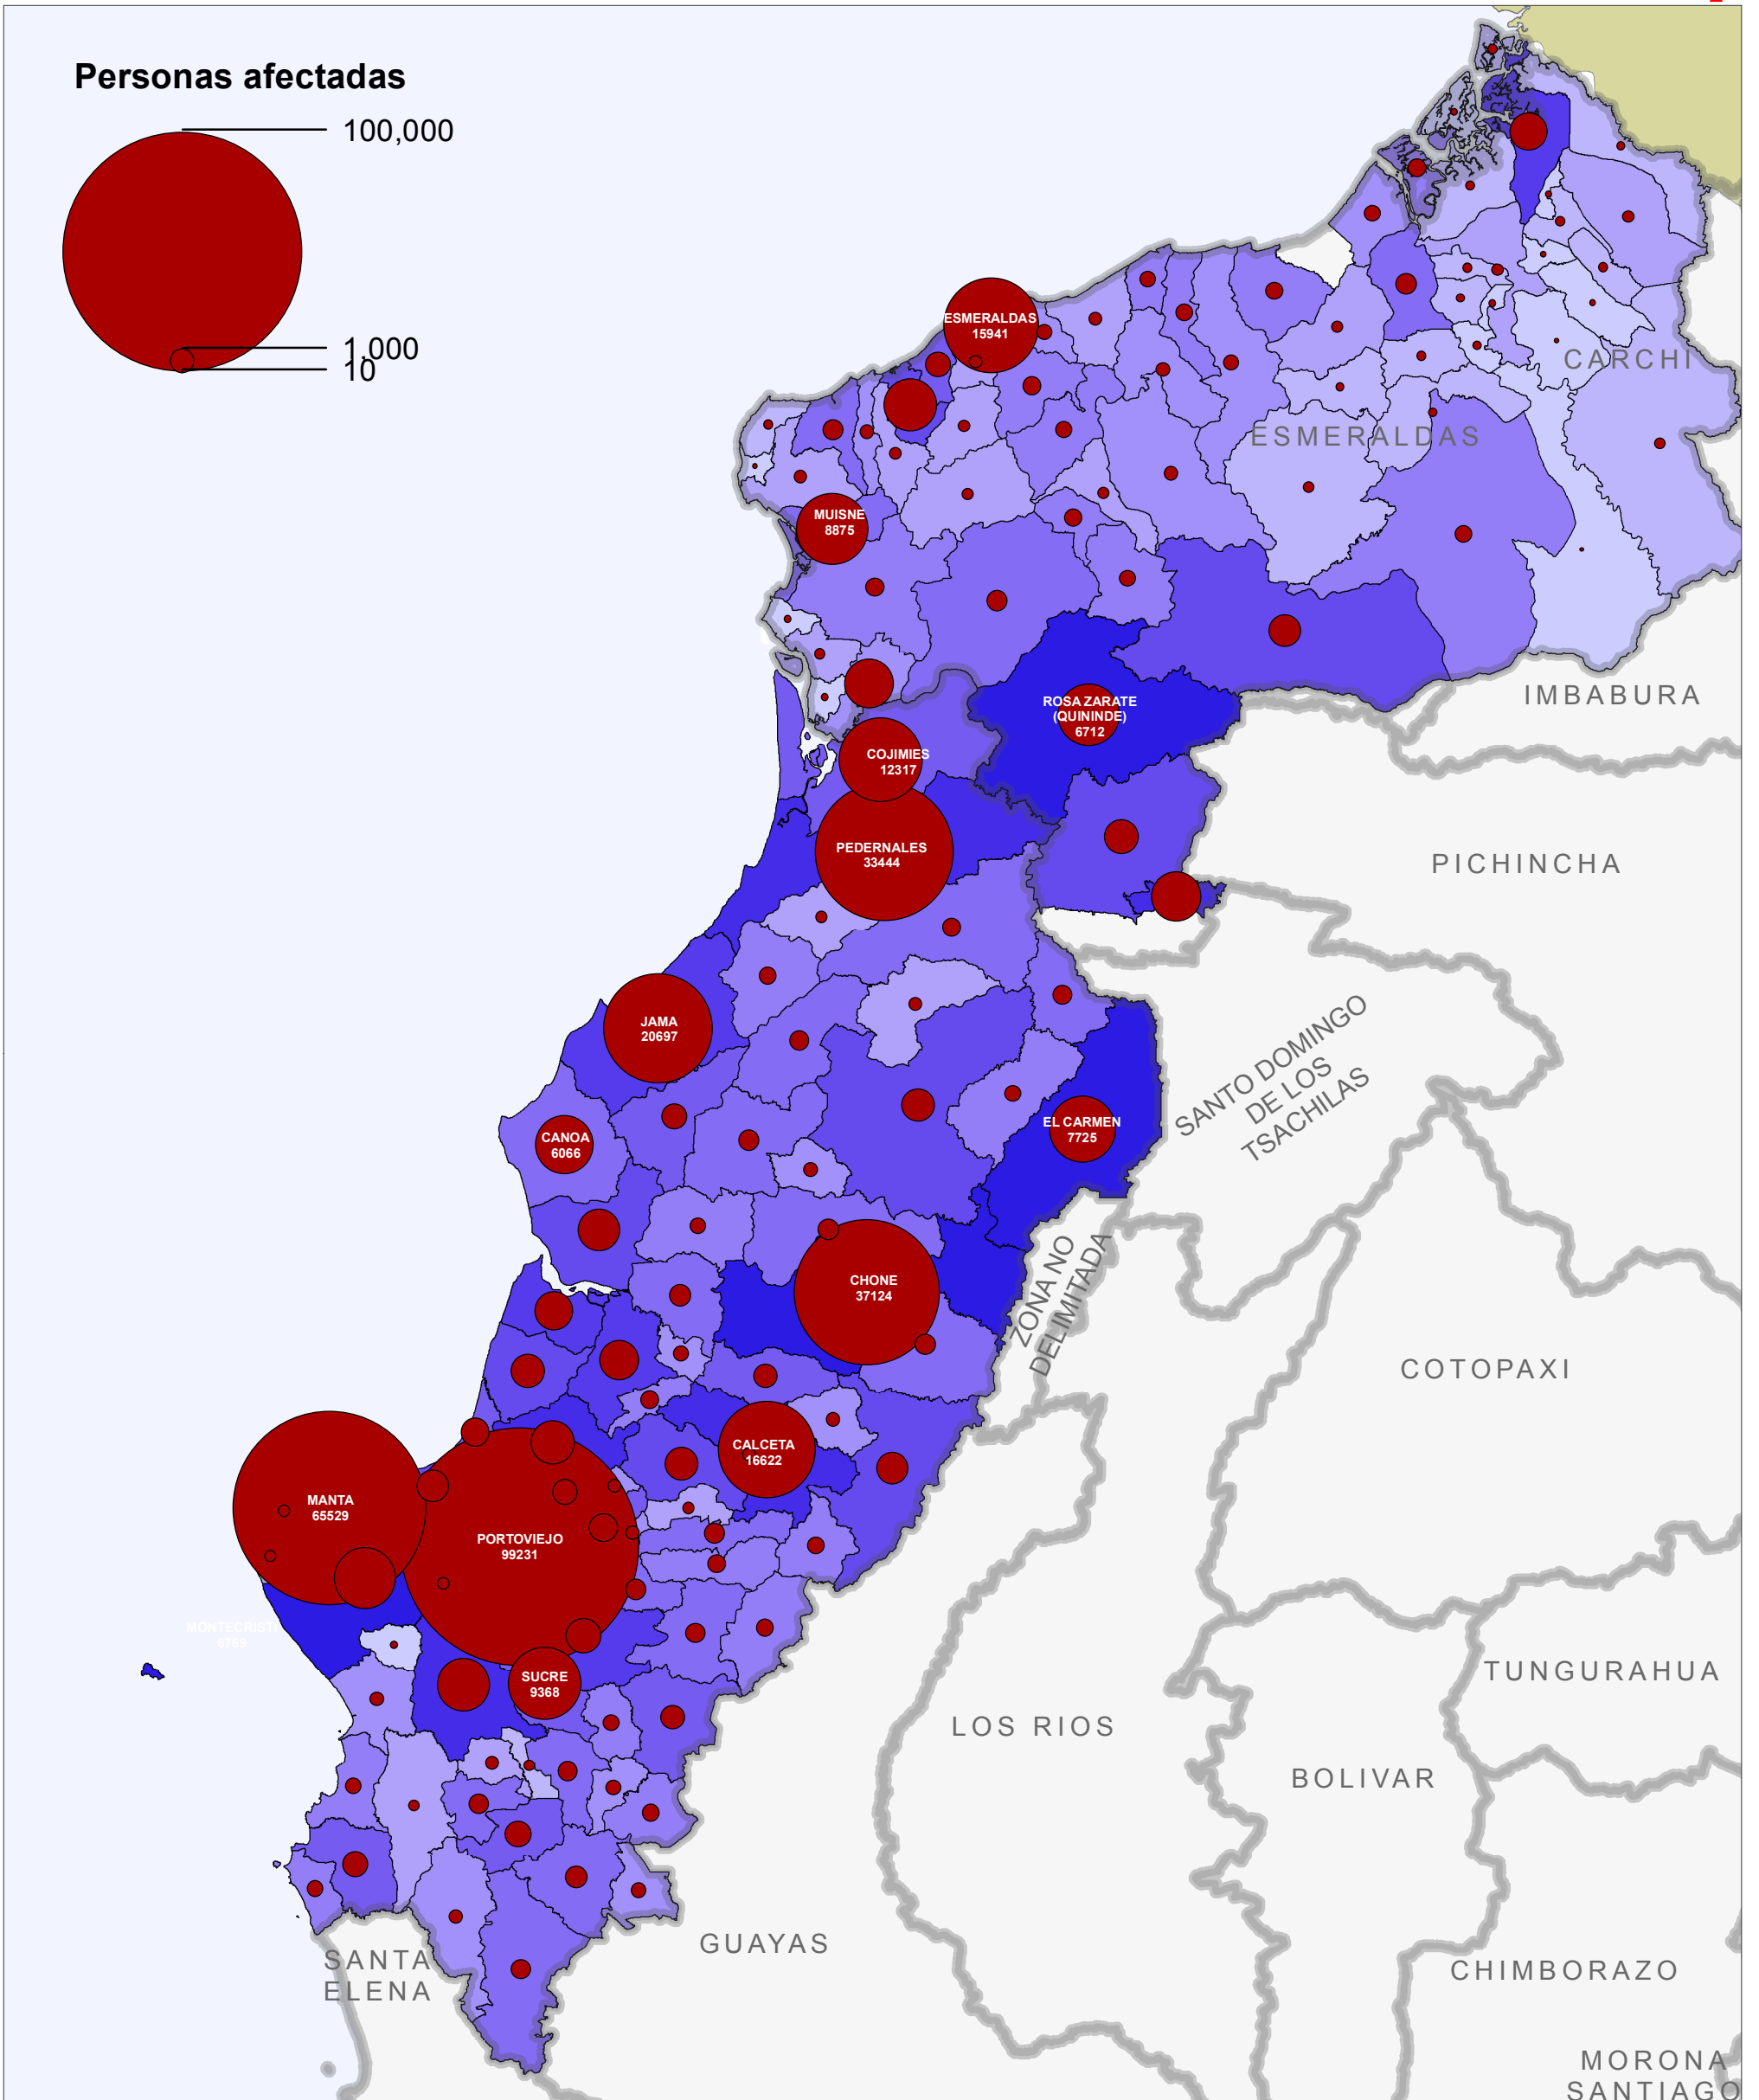 Personas afectadas
100,000
1,000
10
CARCHI
ESMERALDAS
15941
ESMERALDAS
MUISNE
8875
IMBABURA
ROSA ZARATE
(QUININDE)
6712
COJIMIES
12317
PEDERNALES
33444
PICHINCHA
JAMA
20697
SANTO DOMINGO
DE LOS
TSACHILAS
EL CARMEN
7725
CANOA
6066
ZONA NO
DELIMITADA
CHONE
37124
COTOPAXI
CALCETA
16622
MANTA
65529
PORTOVIEJO
99231
MONTECRISTI
6769
SUCRE
9368
TUNGURAHUA
LOS RIOS
BOLIVAR
GUAYAS
SANTA
ELENA
CHIMBORAZO
MORONA
SANTIAGO